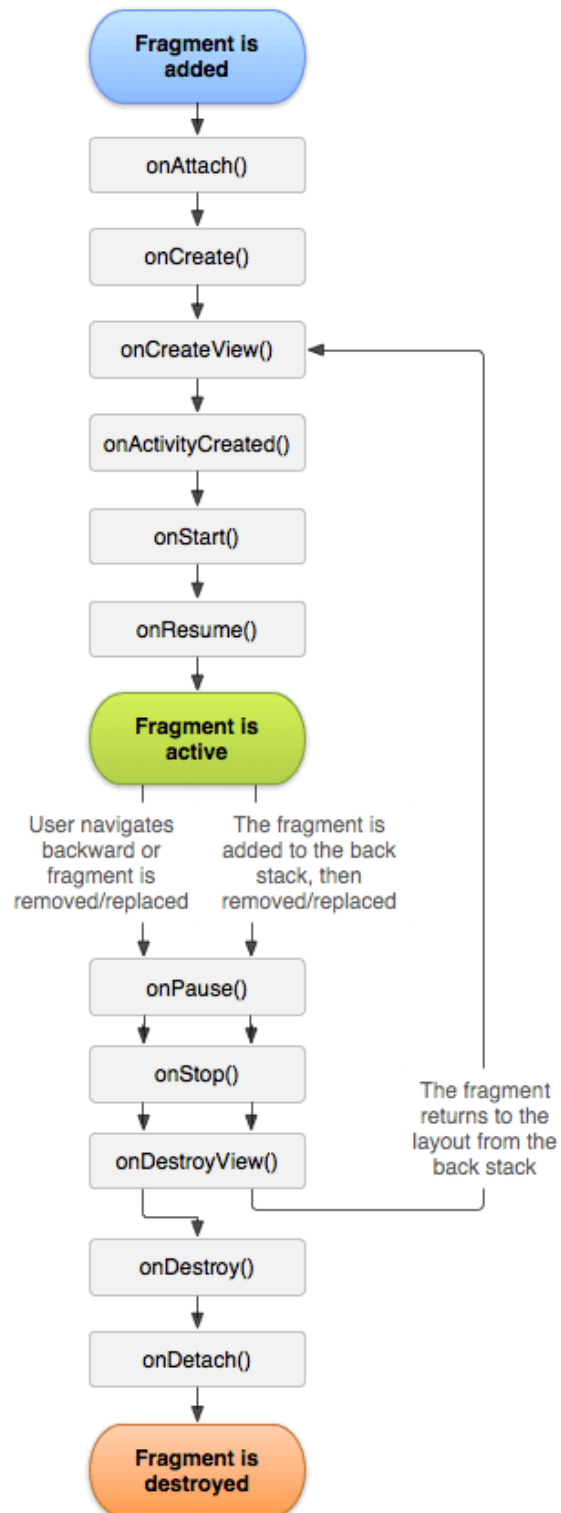 Fragment is
added
onAttach()
onCreate()
onCreateView()
onActivityCreated()
onStart()
onResume()
Fragment is
active
User navigates
backward or
fragment is
removed/replaced
The fragment is
added to the back
stack, then
removed/replaced
onPause()
onStop()
onDestroyView()
The fragment
returns to the
layout from the
back stack
onDestroy()
onDetach()
Fragment is
destroyed